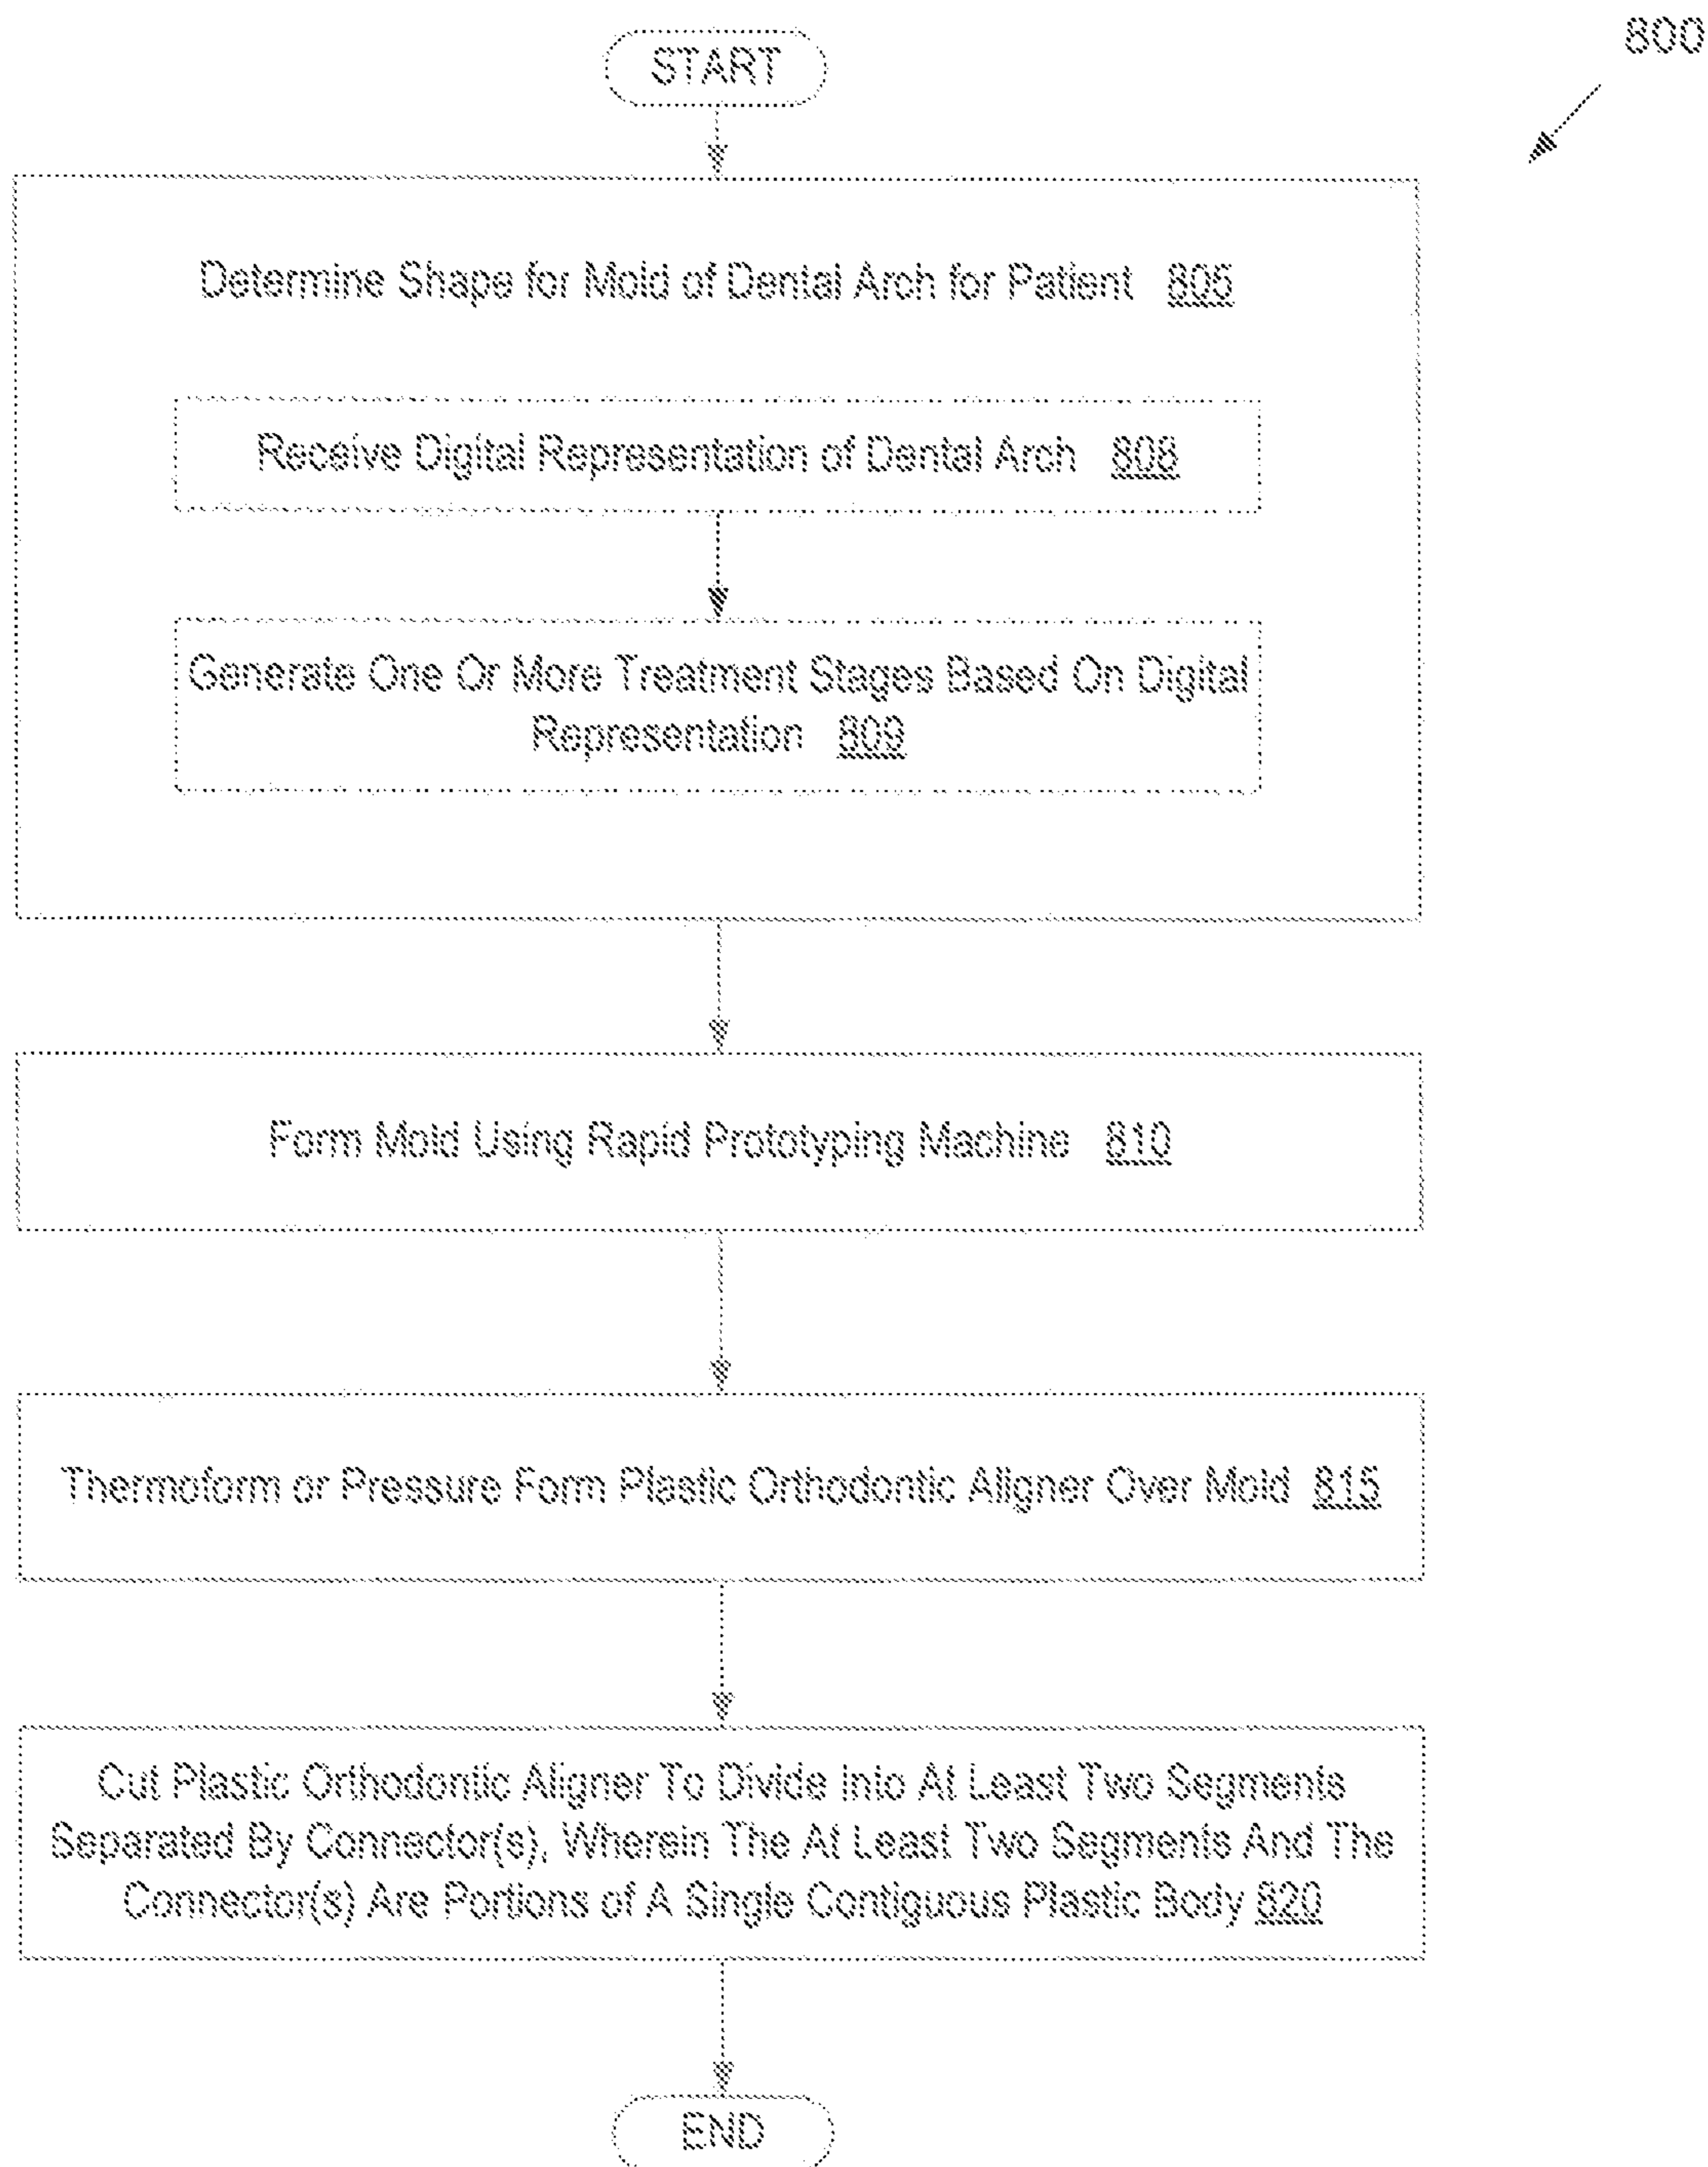 800
START
Determine Shape for Mold of Dental Arch for Patient 805
Receive Digital Representation of Dental Arch 808
Generate One Or More Treatment Stages Based On Digital
Representation 809
Form Mold Using Rapid Prototyping Machine 810
Thermoform or Pressure Form Plastic Orthodontic Aligner Over Mold 815
Cut Plastic Orthodontic Aligner To Divide Into At Least Two Segments
Separated By Connector(s), Wherein The At Least Two Segments And The
Connector(s) Are Portions of A Single Contiguous Plastic Body 820
END